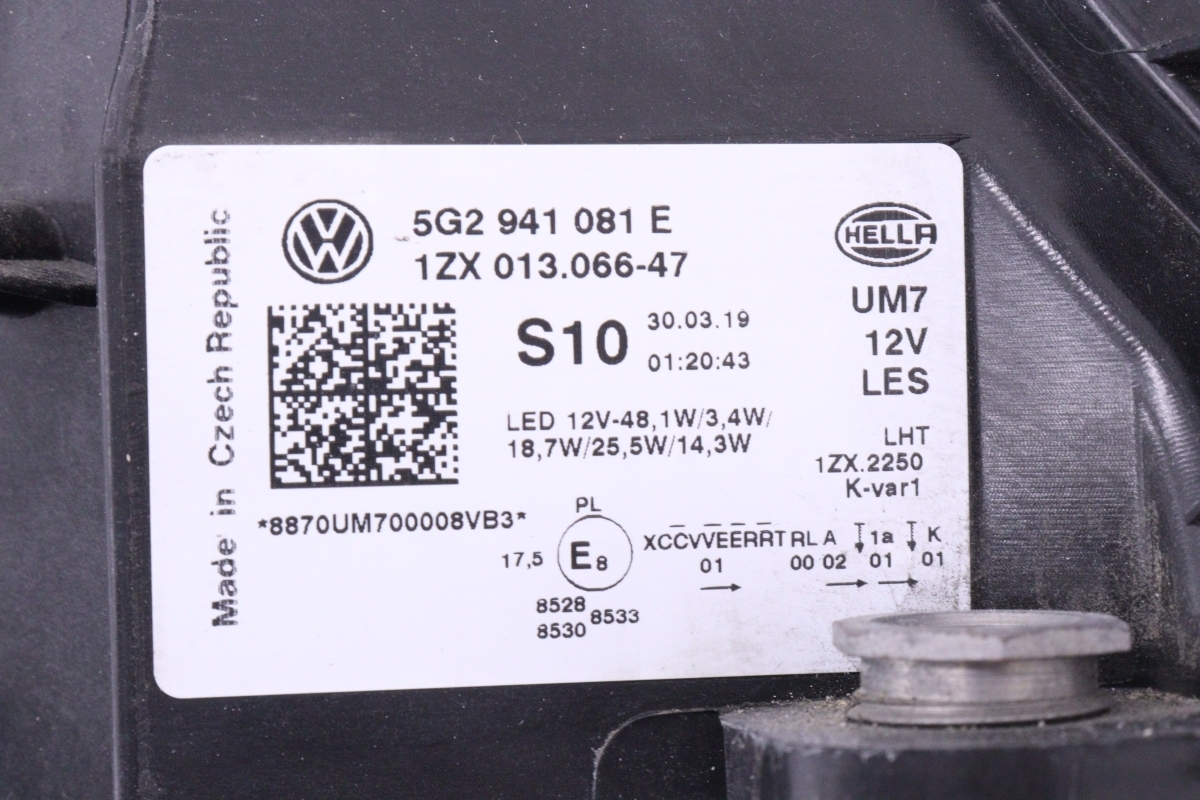 Made in Czech Republic
5G2 941 081 E
1ZX 013.066-47
HELLA
UM7
12V
LES
S10
30.03.19
01:20:43
LED 12V-48,1W/3,4W/
18,7W/25,5W/14,3W
LHT
1ZX.2250
K-var1
*8870UM700008VB3*
PL
17,5
E8
XCCVVEERRT RL A 1a K
01 00 02 01 01
8528
8530
8533